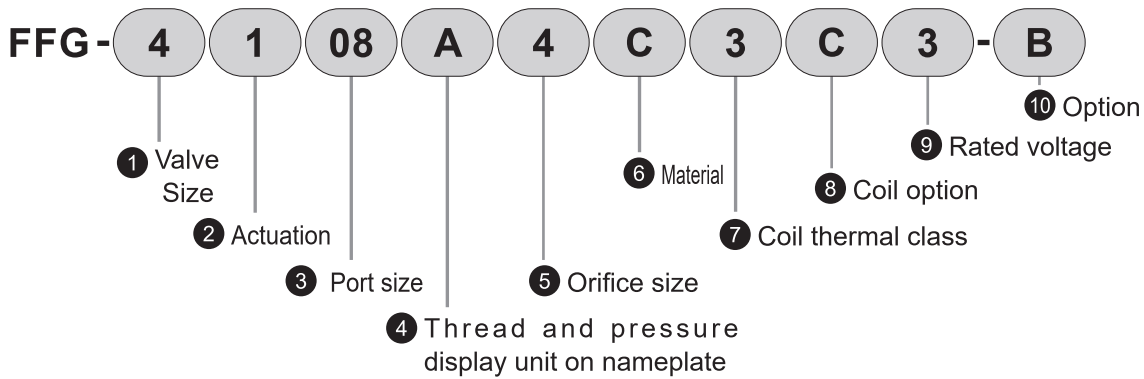 FFG-4 1 08 A 4 C 3 C 3-B
1 Valve
Size
2 Actuation
3 Port size
4 Thread and pressure
display unit on nameplate
5 Orifice size
6 Material
7 Coil thermal class
8 Coil option
9 Rated voltage
10 Option